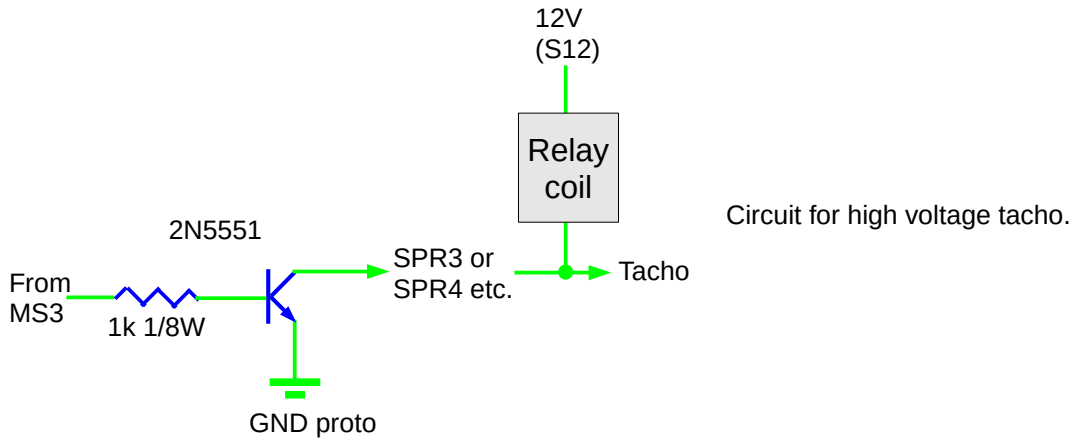 12V
(S12)
Relay
coil
Circuit for high voltage tacho.
2N5551
SPR3 or
SPR4 etc.
Tacho
From
MS3
1k 1/8W
GND proto